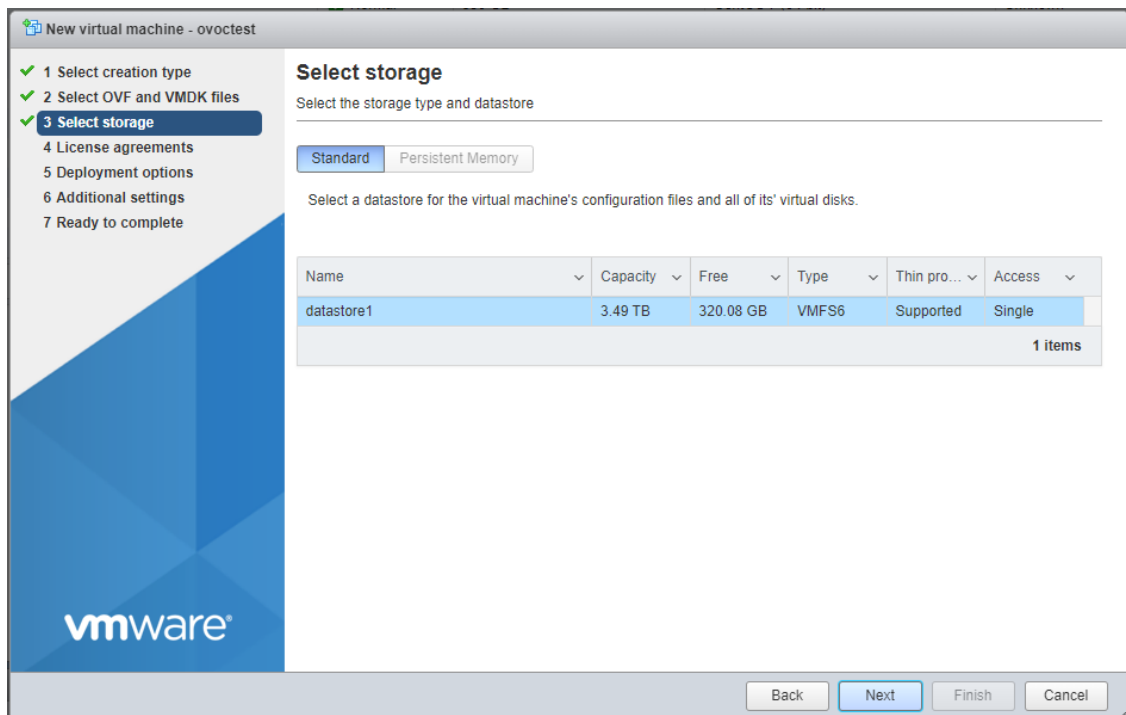 New virtual machine - ovoctest
1 Select creation type
2 Select OVF and VMDK files
3 Select storage
4 License agreements
5 Deployment options
6 Additional settings
7 Ready to complete
vmware®
Select storage
Select the storage type and datastore
Standard Persistent Memory
Select a datastore for the virtual machine's configuration files and all of its' virtual disks.
Name Capacity Free Type Thin pro... Access
datastore1 3.49 TB 320.08 GB VMFS6 Supported Single
1 items
Back Next Finish Cancel